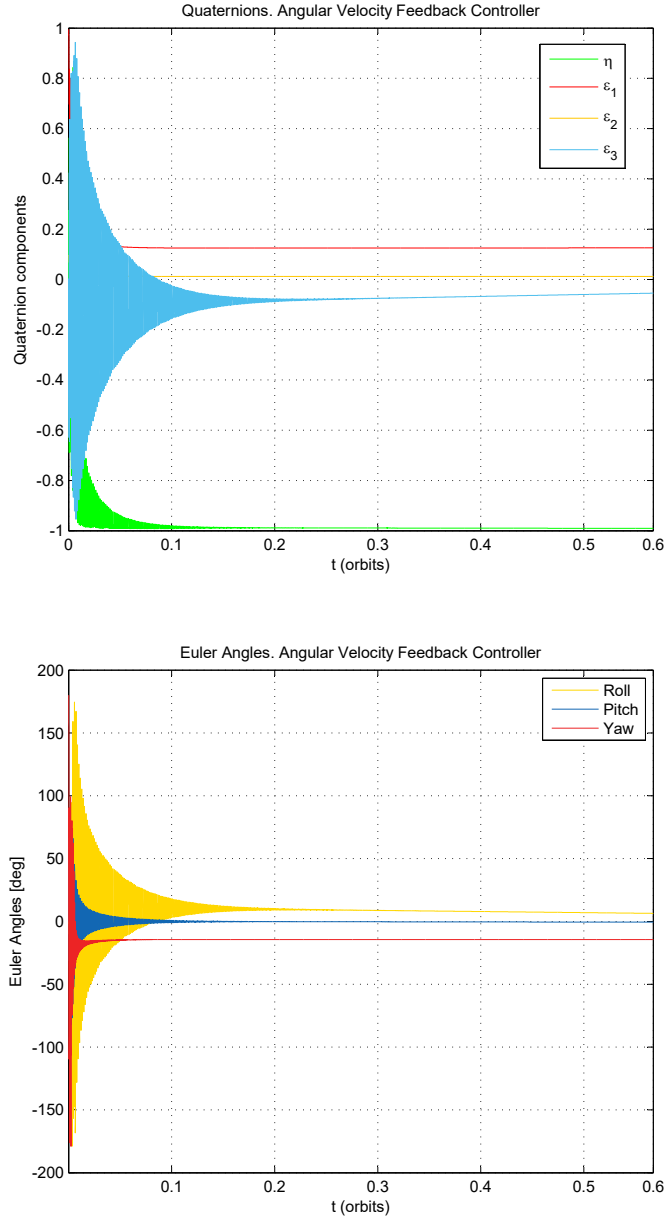 Quaternions. Angular Velocity Feedback Controller
1
0.8
0.6
0.4
0.2
0
-0.2
-0.4
-0.6
-0.8
-1
Quaternion components
η
ε1
ε2
ε3
0 0.1 0.2 0.3 0.4 0.5 0.6
t (orbits)
Euler Angles. Angular Velocity Feedback Controller
200
150
100
50
0
-50
-100
-150
-200
Euler Angles [deg]
Roll
Pitch
Yaw
0 0.1 0.2 0.3 0.4 0.5 0.6
t (orbits)